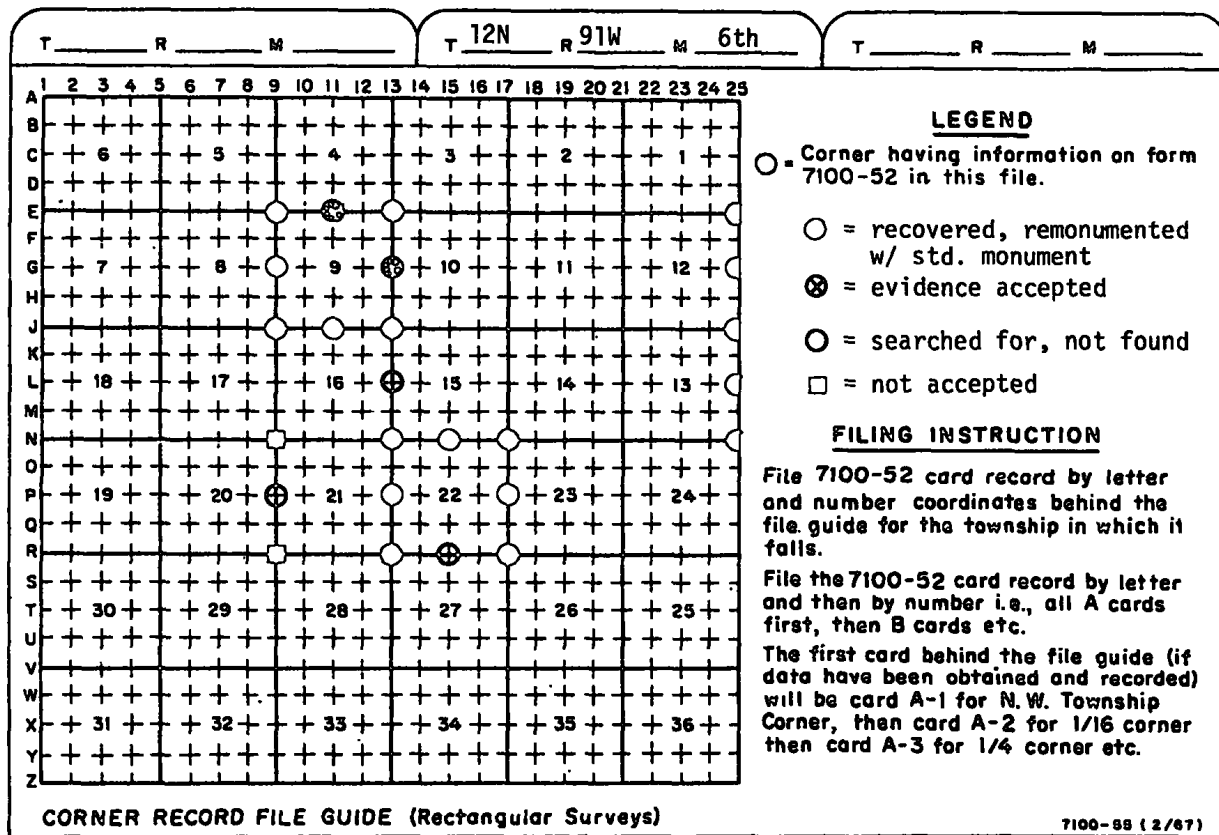 T R M
T 12N R 91W M 6th
T R M
1 2 3 4 5 6 7 8 9 10 11 12 13 14 15 16 17 18 19 20 21 22 23 24 25
A
B
C 6 5 4 3 2 1
D
E
F
G 7 8 9 10 11 12
H
J
K
L 18 17 16 15 14 13
M
N
O
P 19 20 21 22 23 24
Q
R
S
T 30 29 28 27 26 25
U
V
W
X 31 32 33 34 35 36
Y
Z
LEGEND
= Corner having information on form
7100-52 in this file.
= recovered, remonumented
w/ std. monument
= evidence accepted
= searched for, not found
= not accepted
FILING INSTRUCTION
File 7100-52 card record by letter
and number coordinates behind the
file guide for the township in which it
falls.
File the 7100-52 card record by letter
and then by number i.e., all A cards
first, then B cards etc.
The first card behind the file guide (if
data have been obtained and recorded)
will be card A-1 for N.W. Township
Corner, then card A-2 for 1/16 corner
then card A-3 for 1/4 corner etc.
CORNER RECORD FILE GUIDE (Rectangular Surveys)
7100-55 (2/67)